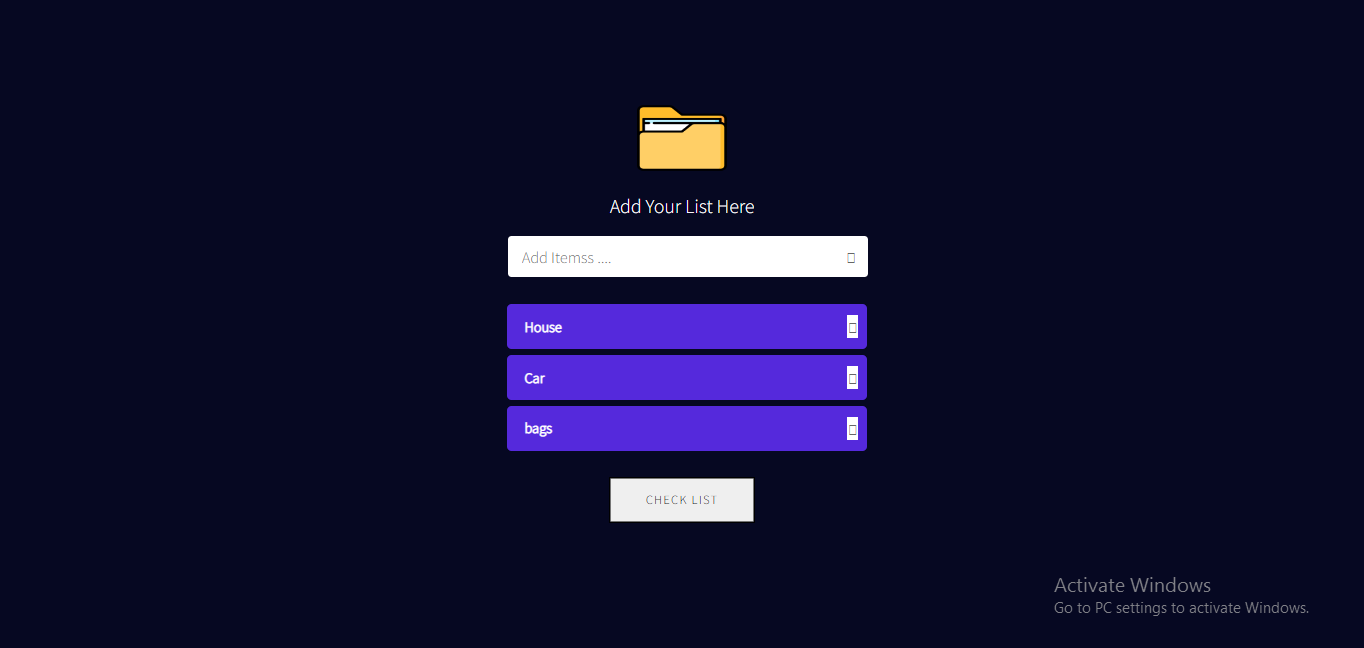 Add Your List Here
Add Itemss ....
House
Car
bags
CHECK LIST
Activate Windows
Go to PC settings to activate Windows.